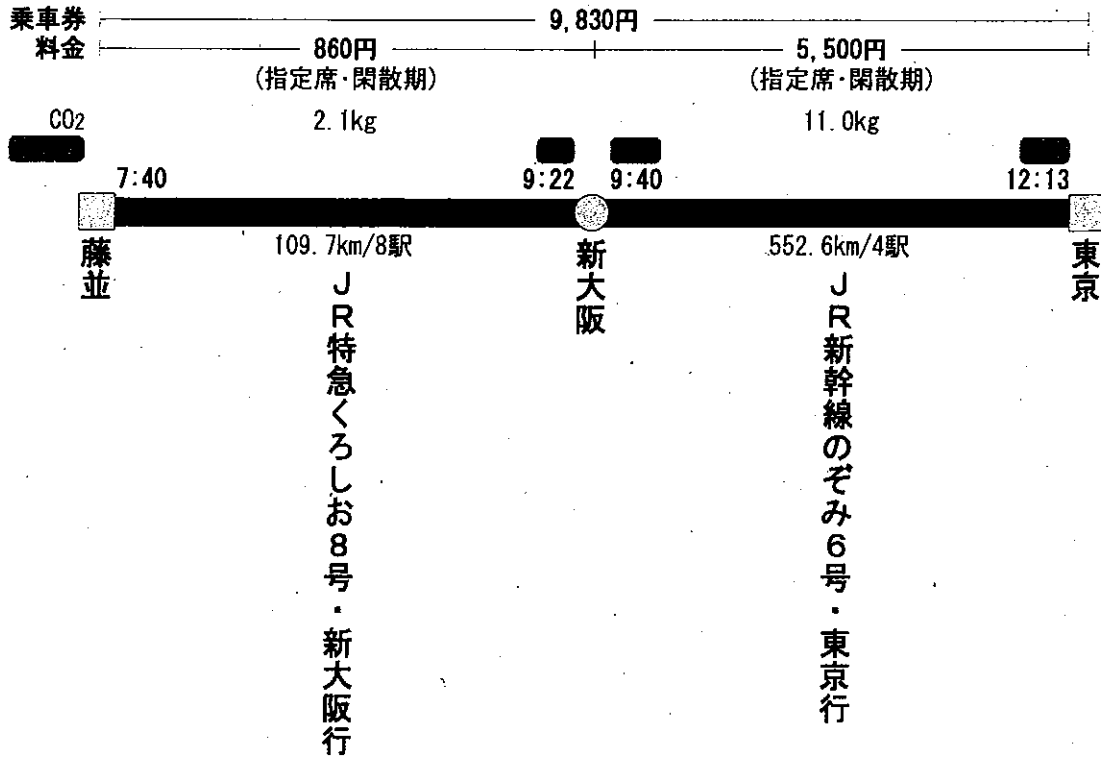 乗車券 9,830円
料金 860円 5,500円
(指定席・閑散期) (指定席・閑散期)
CO2 2.1kg 11.0kg
7:40 9:22 9:40 12:13
109.7km/8駅 552.6km/4駅
藤並
JR特急くろしお8号・新大阪行
新大阪
JR新幹線のぞみ6号・東京行
東京